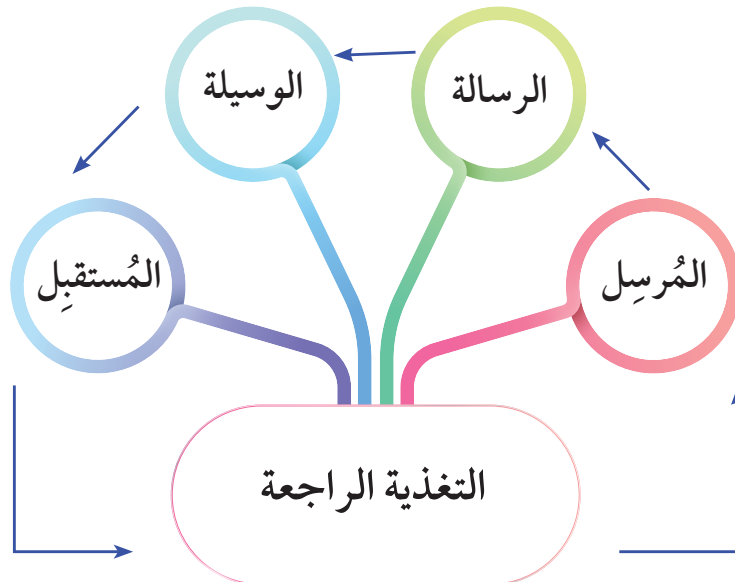 الرسالة
الوسيلة
المُرسِل
المُستقبِل
التغذية الراجعة